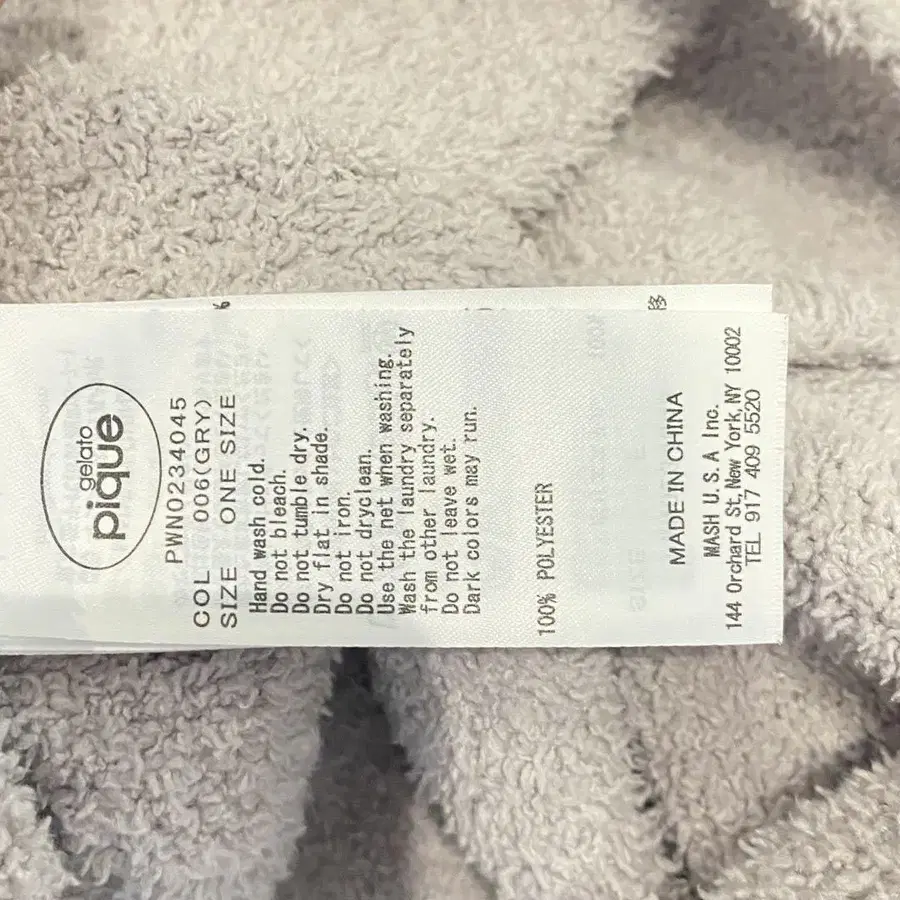 gelato
pique
PWNO234045
COL 006(GRY)
SIZE ONE SIZE
Hand wash cold.
Do not bleach.
Do not tumble dry.
Dry flat in shade.
Do not iron.
Do not dryclean.
Use the net when washing.
Wash the laundry separately
from other laundry.
Do not leave wet.
Dark colors may run.
100% POLYESTER
MADE IN CHINA
MASH U.S.A Inc.
144 Orchard St,New York,NY 10002
TEL 917 409 5520